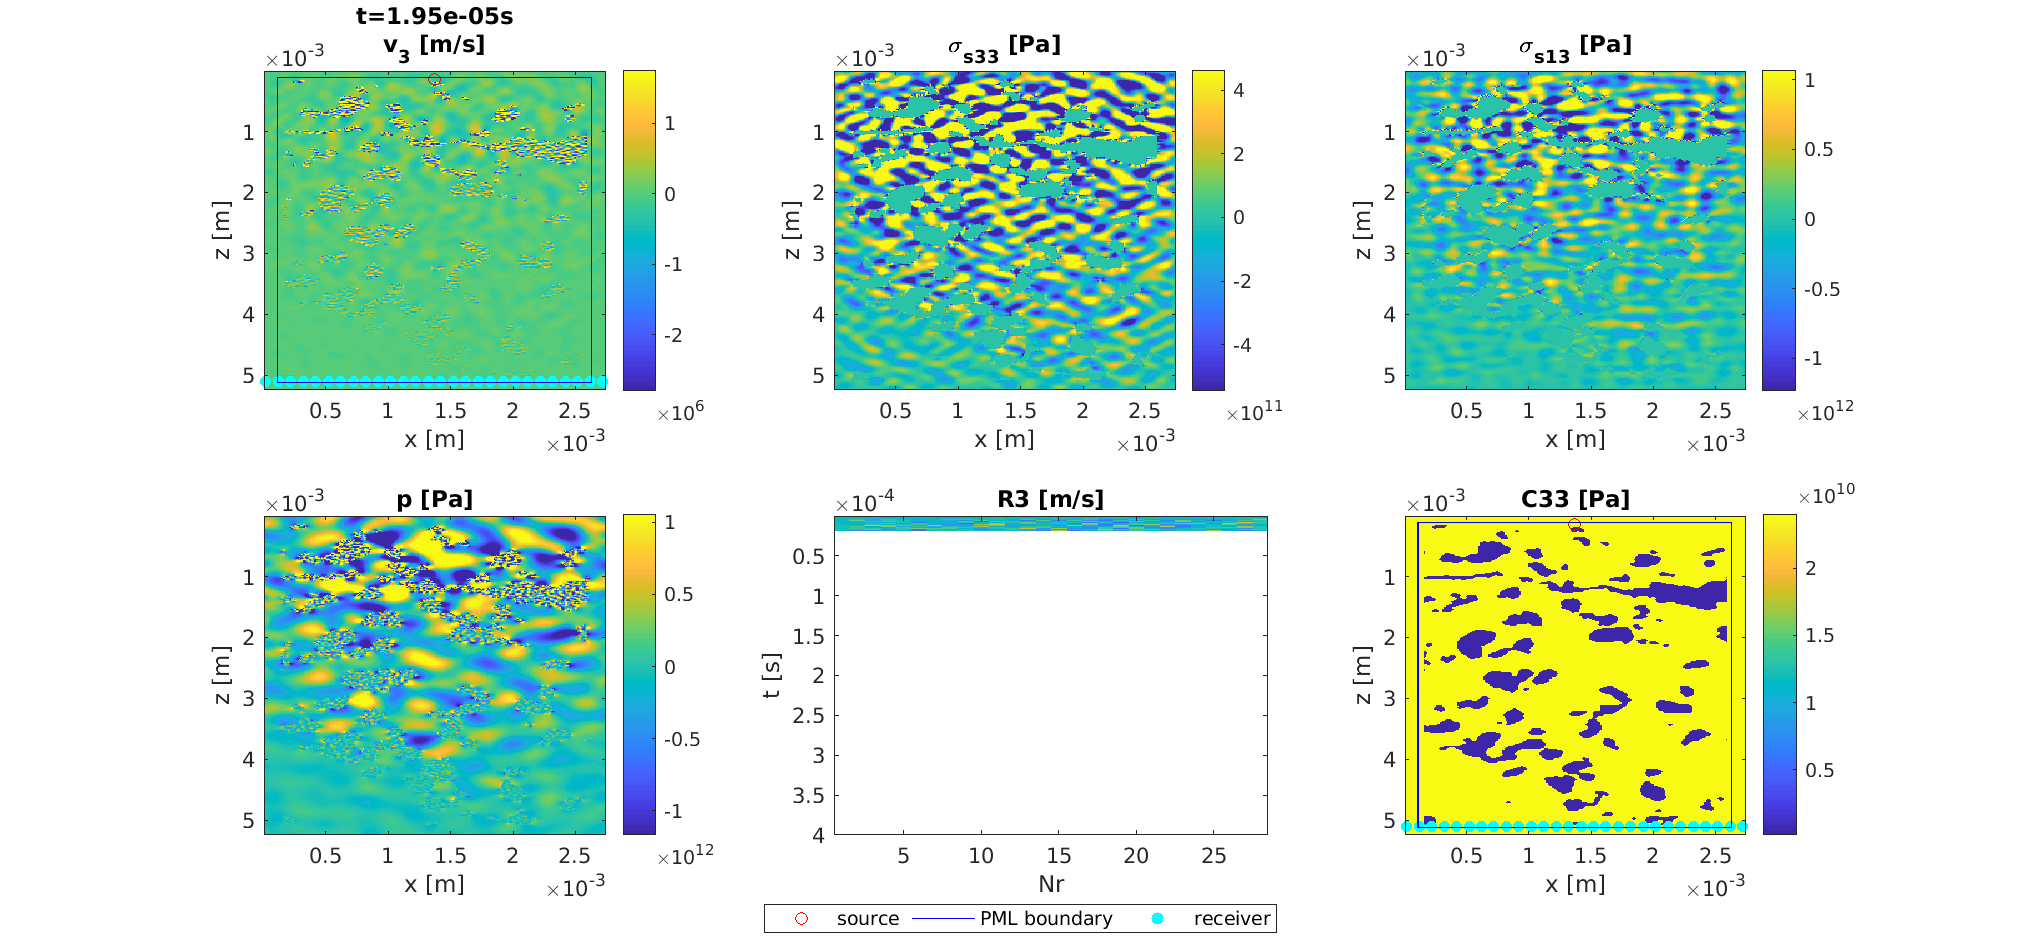 t=1.95e-05s
v3 [m/s]
×10-3
1
2
3
4
5
z [m]
0.5 1 1.5 2 2.5
x [m]
×10-3
1
0
-1
-2
×106
σs33 [Pa]
×10-3
1
2
3
4
5
z [m]
0.5 1 1.5 2 2.5
x [m]
×10-3
4
2
0
-2
-4
×1011
σs13 [Pa]
×10-3
1
2
3
4
5
z [m]
0.5 1 1.5 2 2.5
x [m]
×10-3
1
0.5
0
-0.5
-1
×1012
p [Pa]
×10-3
1
2
3
4
5
z [m]
0.5 1 1.5 2 2.5
x [m]
×10-3
1
0.5
0
-0.5
-1
×1012
R3 [m/s]
×10-4
0.5
1
1.5
2
2.5
3
3.5
4
t [s]
5 10 15 20 25
Nr
C33 [Pa]
×10-3
1
2
3
4
5
z [m]
0.5 1 1.5 2 2.5
x [m]
×10-3
×1010
2
1.5
1
0.5
source PML boundary receiver